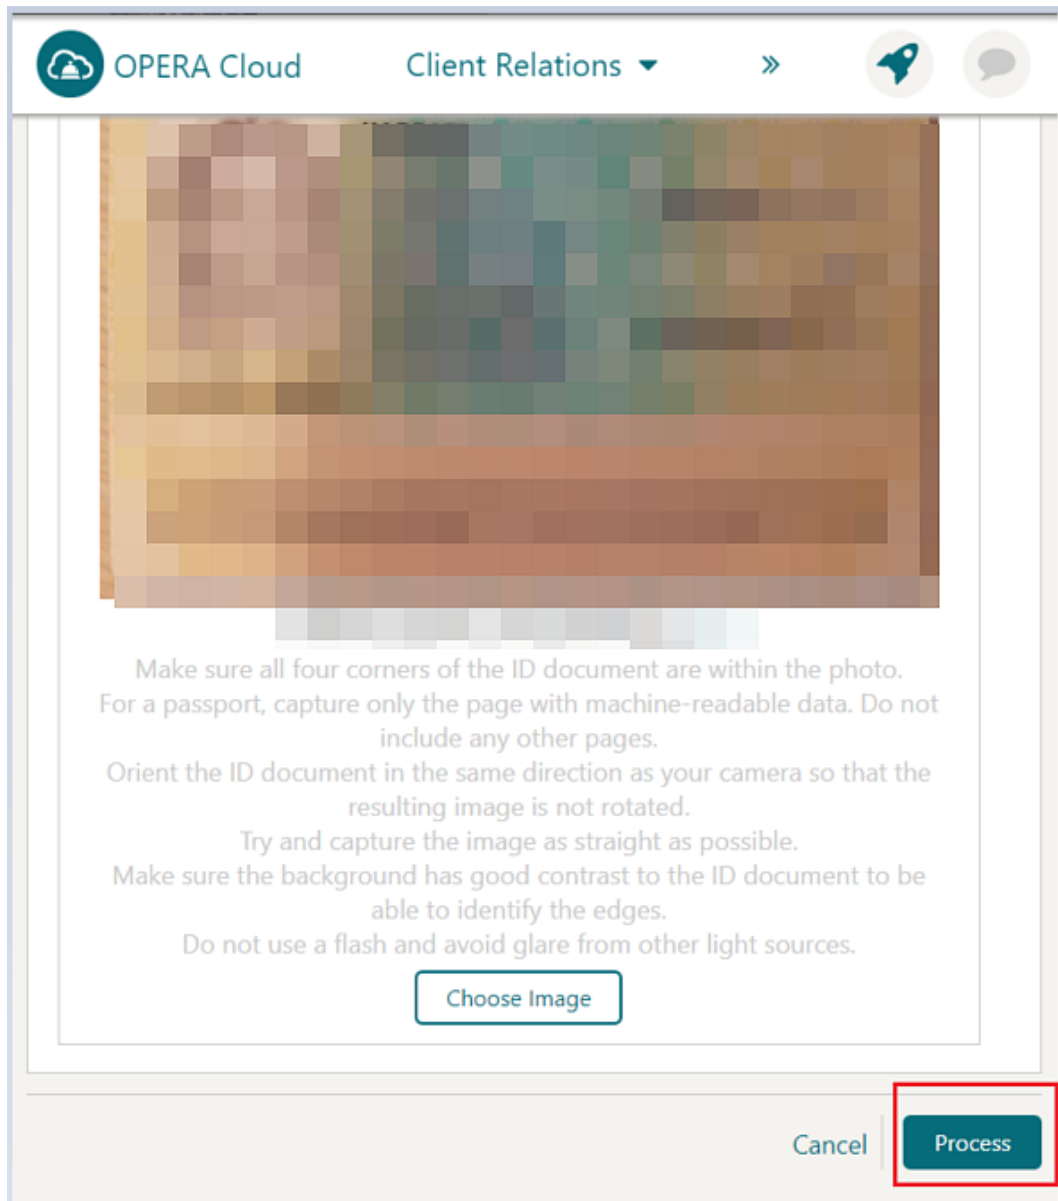 OPERA Cloud
Client Relations
Make sure all four corners of the ID document are within the photo.
For a passport, capture only the page with machine-readable data. Do not
include any other pages.
Orient the ID document in the same direction as your camera so that the
resulting image is not rotated.
Try and capture the image as straight as possible.
Make sure the background has good contrast to the ID document to be
able to identify the edges.
Do not use a flash and avoid glare from other light sources.
Choose Image
Cancel
Process